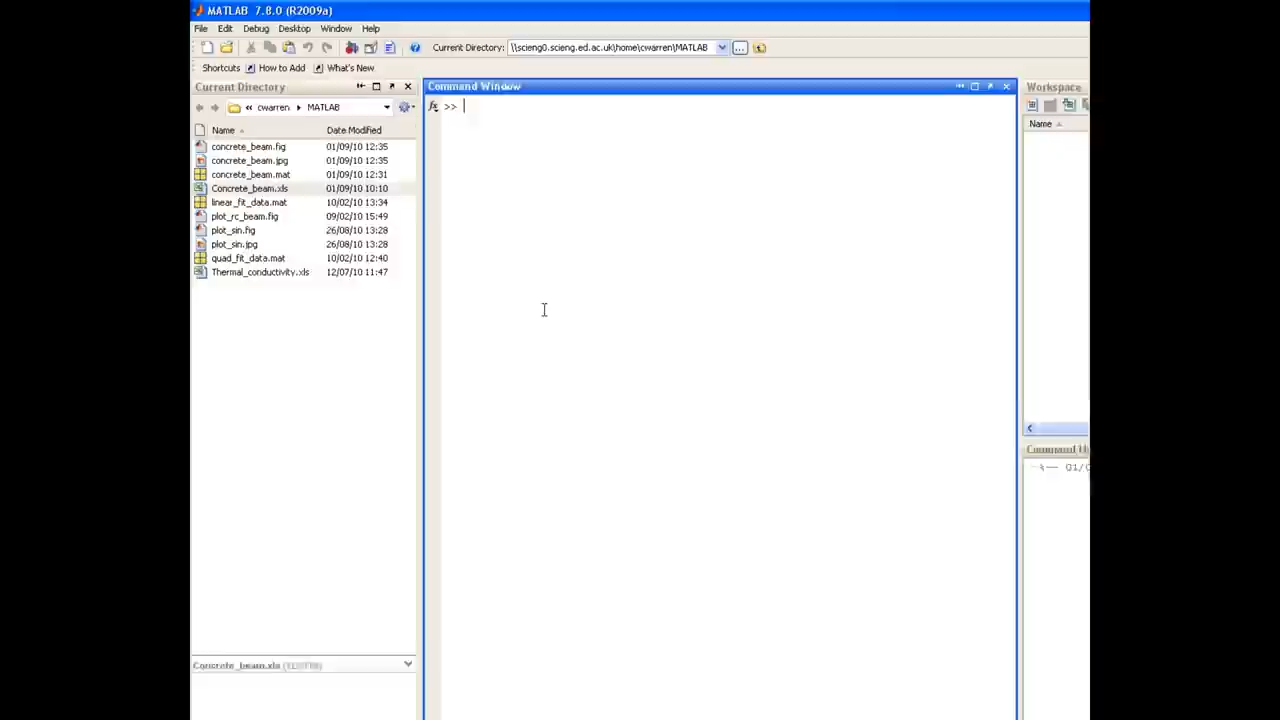 MATLAB 7.8.0 (R2009a)
File Edit Debug Desktop Window Help
Current Directory: \\scieng0.scieng.ed.ac.uk\home\cwarren\MATLAB ...
Shortcuts How to Add What's New
Current Directory
« cwarren MATLAB
Name Date Modified
concrete_beam.fig 01/09/10 12:35
concrete_beam.jpg 01/09/10 12:35
concrete_beam.mat 01/09/10 12:31
Concrete_beam.xls 01/09/10 10:10
linear_fit_data.mat 10/02/10 13:34
plot_rc_beam.fig 09/02/10 15:49
plot_sin.fig 26/08/10 13:28
plot_sin.jpg 26/08/10 13:28
quad_fit_data.mat 10/02/10 12:40
Thermal_conductivity.xls 12/07/10 11:47
Concrete_beam.xls
Command Window
fx >>
Workspace
Name
Command
%-- 01/